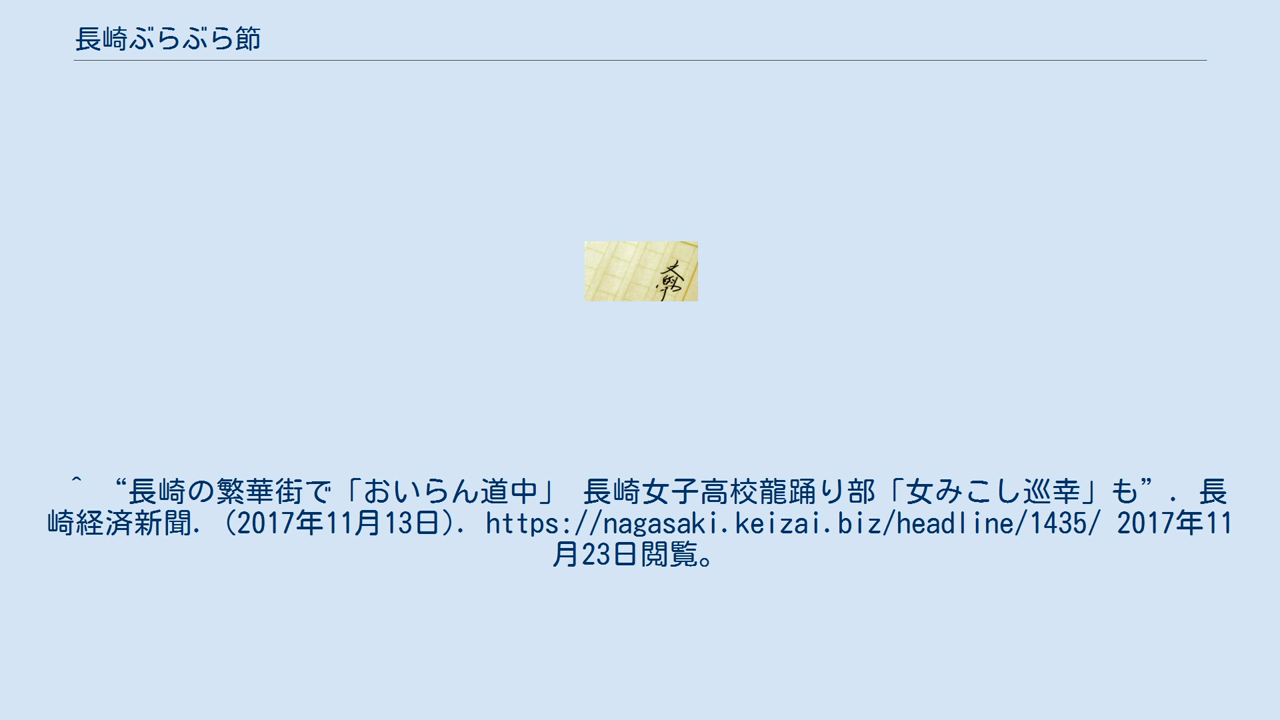 長崎ぶらぶら節
^ “長崎の繁華街で「おいらん道中」 長崎女子高校龍踊り部「女みこし巡幸」も”. 長
崎経済新聞. (2017年11月13日). https://nagasaki.keizai.biz/headline/1435/ 2017年11
月23日閲覧。